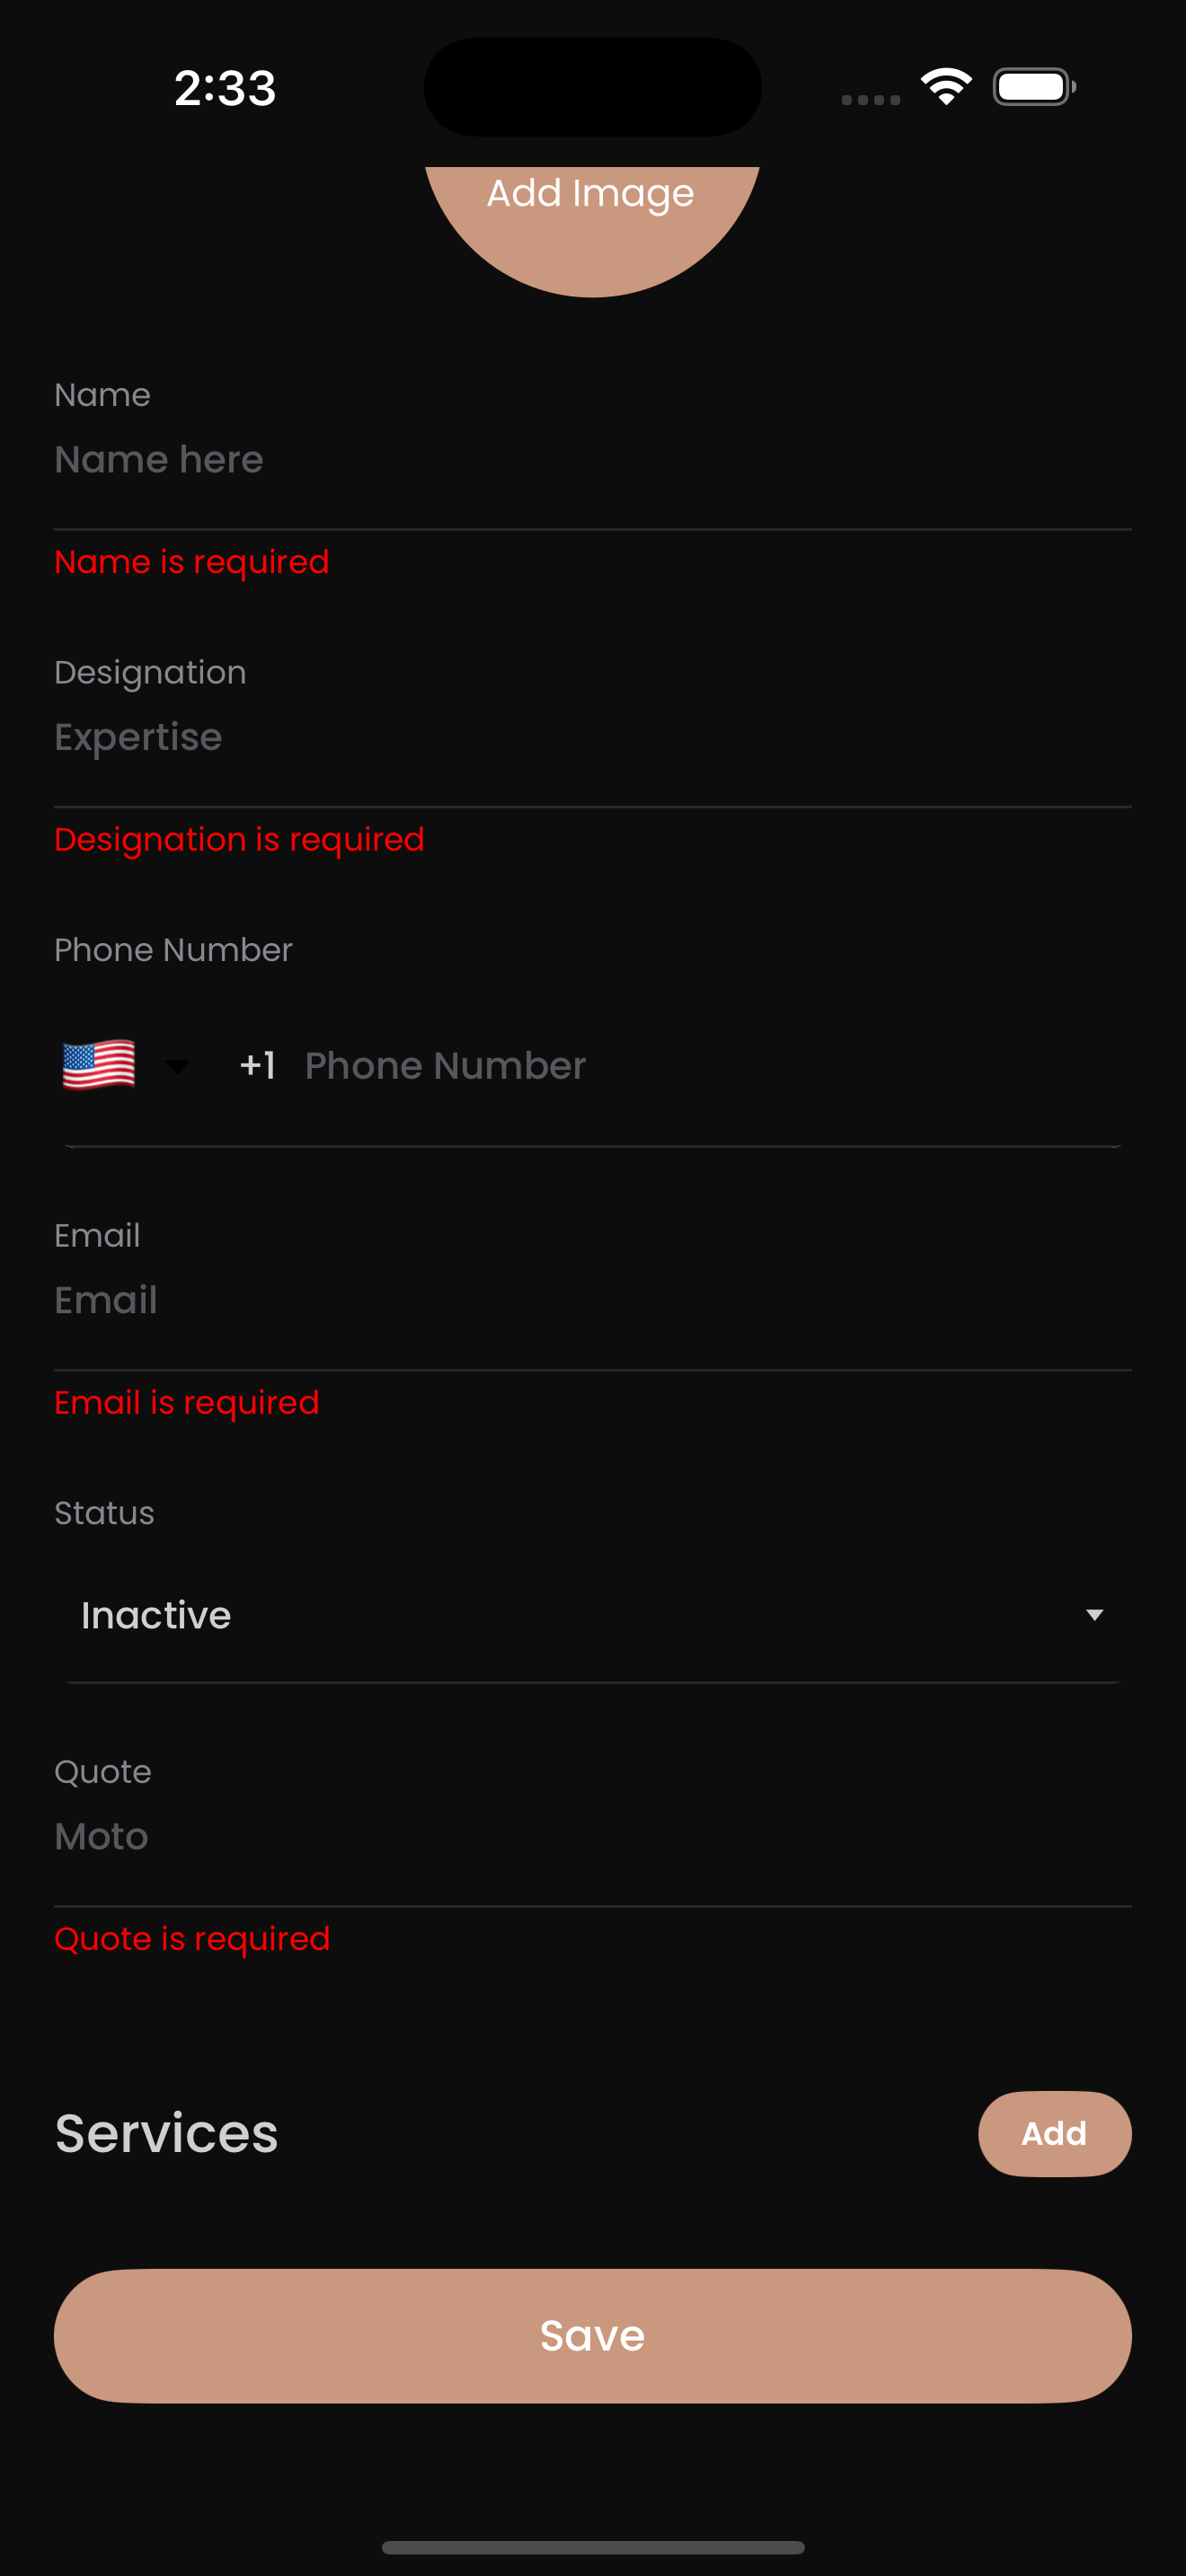 2:33
Add Image
Name
Name here
Name is required
Designation
Expertise
Designation is required
Phone Number
+1 Phone Number
Email
Email
Email is required
Status
Inactive
Quote
Moto
Quote is required
Services
Add
Save